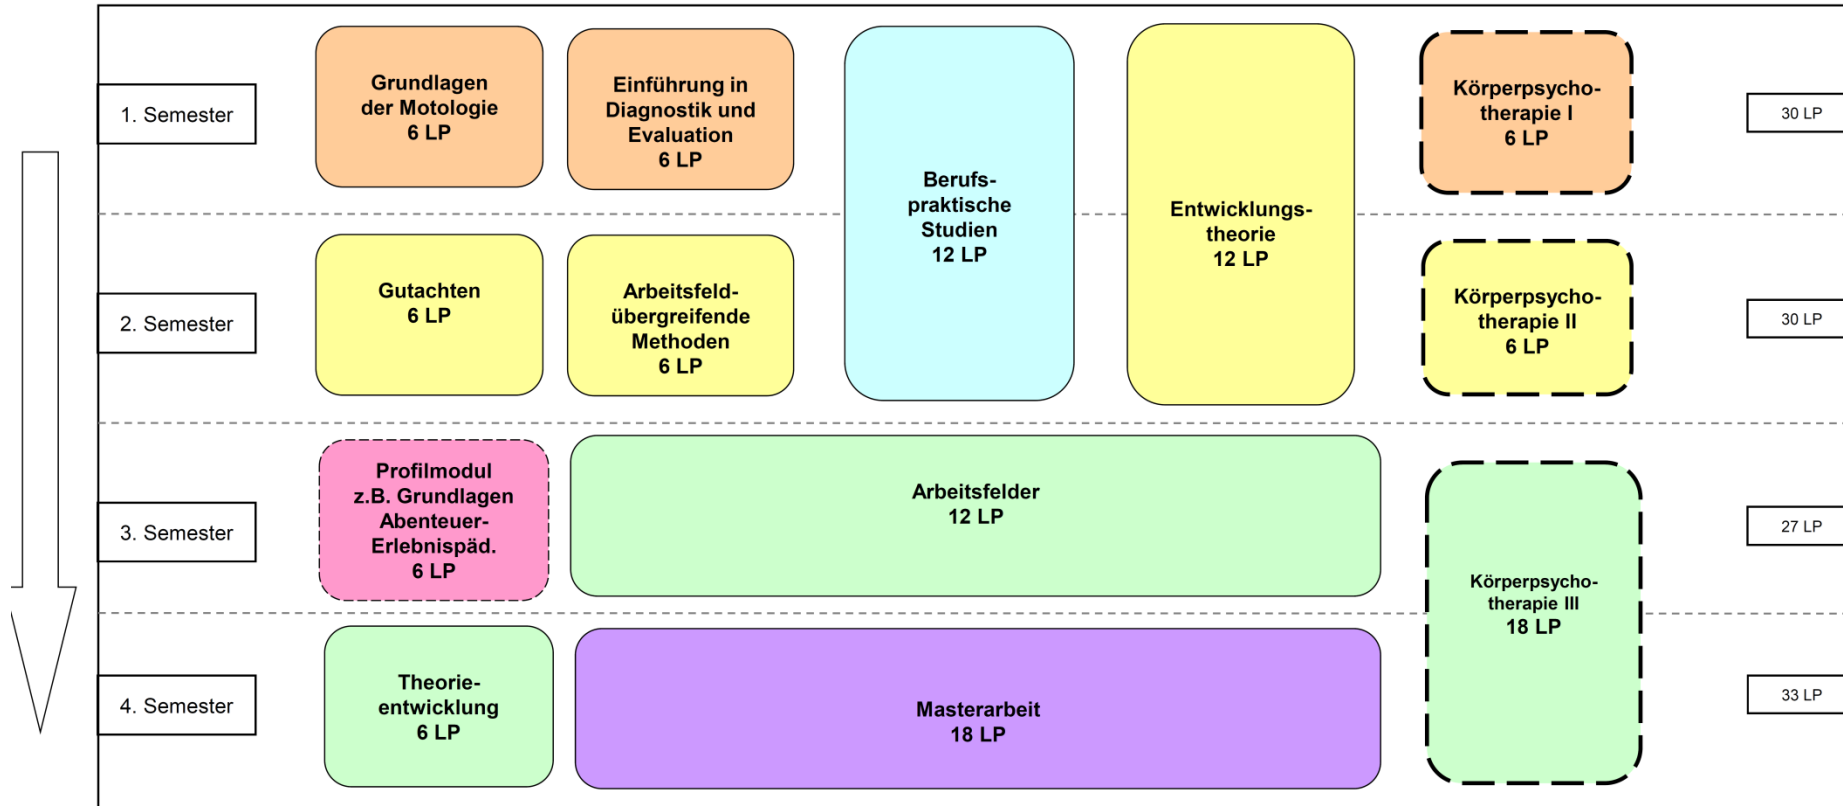 1. Semester
Grundlagen
der Motologie
6 LP
Einführung in
Diagnostik und
Evaluation
6 LP
Berufs-
praktische
Studien
12 LP
Entwicklungs-
theorie
12 LP
Körperpsycho-
therapie I
6 LP
30 LP
2. Semester
Gutachten
6 LP
Arbeitsfeld-
übergreifende
Methoden
6 LP
Körperpsycho-
therapie II
6 LP
30 LP
3. Semester
Profilmodul
z.B. Grundlagen
Abenteuer-
Erlebnispäd.
6 LP
Arbeitsfelder
12 LP
Körperpsycho-
therapie III
18 LP
27 LP
4. Semester
Theorie-
entwicklung
6 LP
Masterarbeit
18 LP
33 LP